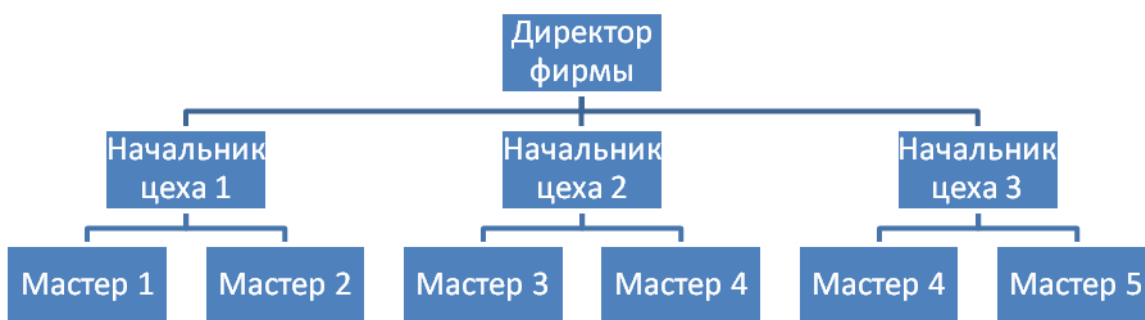 Директор
фирмы
Начальник
цеха 1
Начальник
цеха 2
Начальник
цеха 3
Мастер 1
Мастер 2
Мастер 3
Мастер 4
Мастер 4
Мастер 5